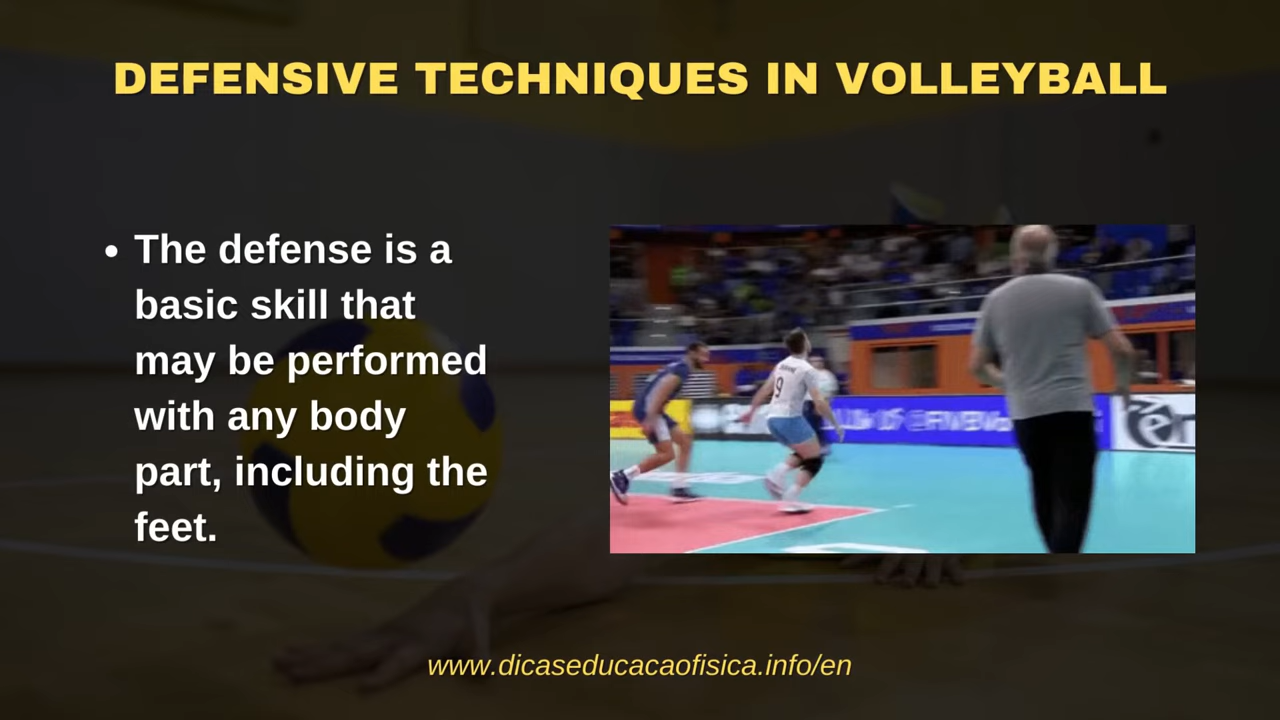 DEFENSIVE TECHNIQUES IN VOLLEYBALL
• The defense is a
basic skill that
may be performed
with any body
part, including the
feet.
9
www.dicaseducacaofisica.info/en